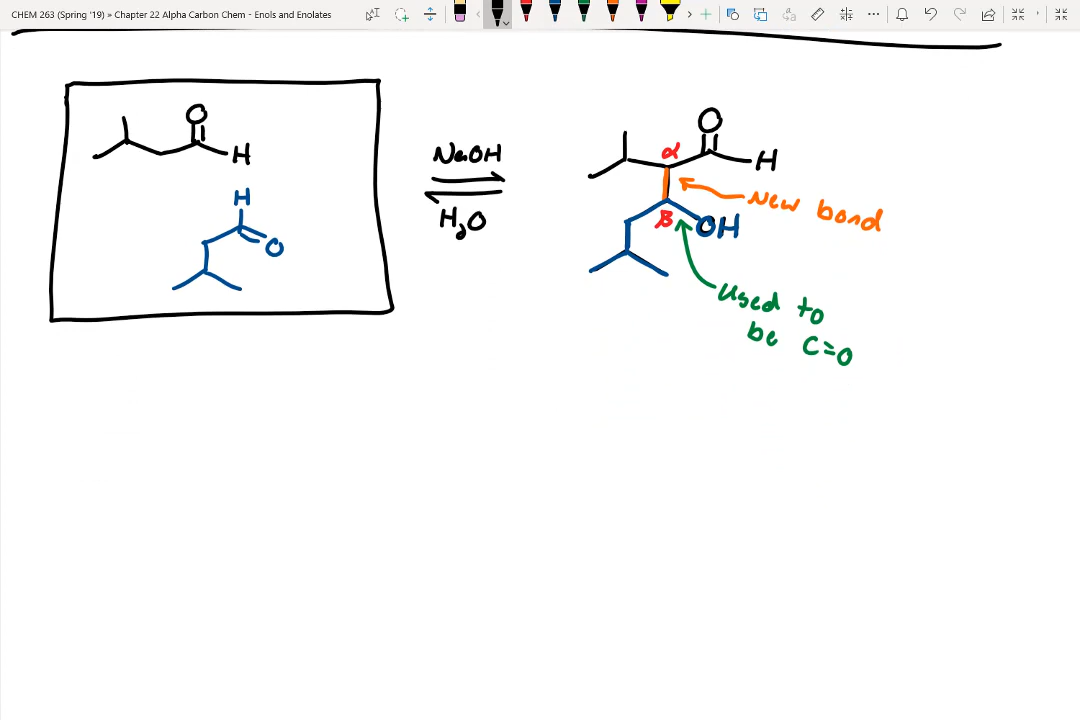 CHEM 263 (Spring '19) » Chapter 22 Alpha Carbon Chem - Enols and Enolates
O
H
H
O
NaOH
H₂O
O
α
H
New bond
β
OH
used to
be C=O